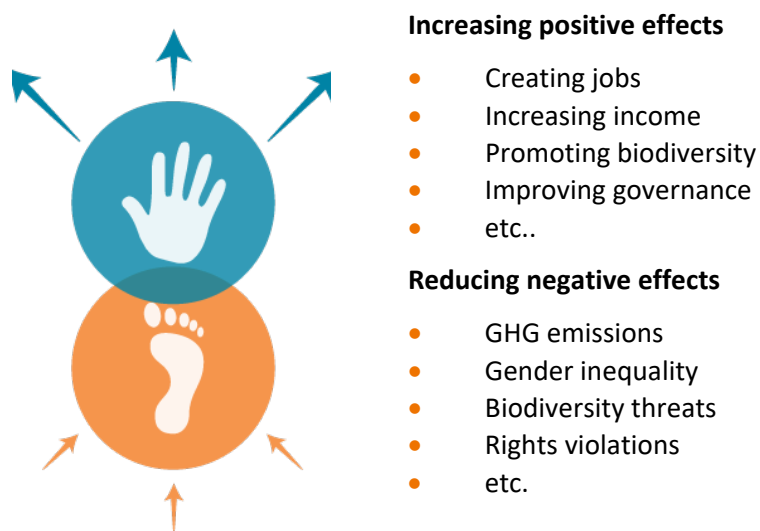 Increasing positive effects
• Creating jobs
• Increasing income
• Promoting biodiversity
• Improving governance
• etc..
Reducing negative effects
• GHG emissions
• Gender inequality
• Biodiversity threats
• Rights violations
• etc.